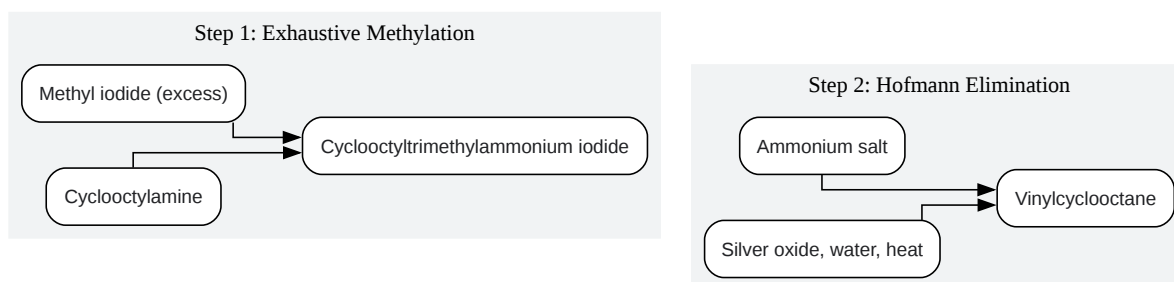 Step 1: Exhaustive Methylation
Methyl iodide (excess)
Cyclooctyltrimethylammonium iodide
Cyclooctylamine
Step 2: Hofmann Elimination
Ammonium salt
Vinylcyclooctane
Silver oxide, water, heat